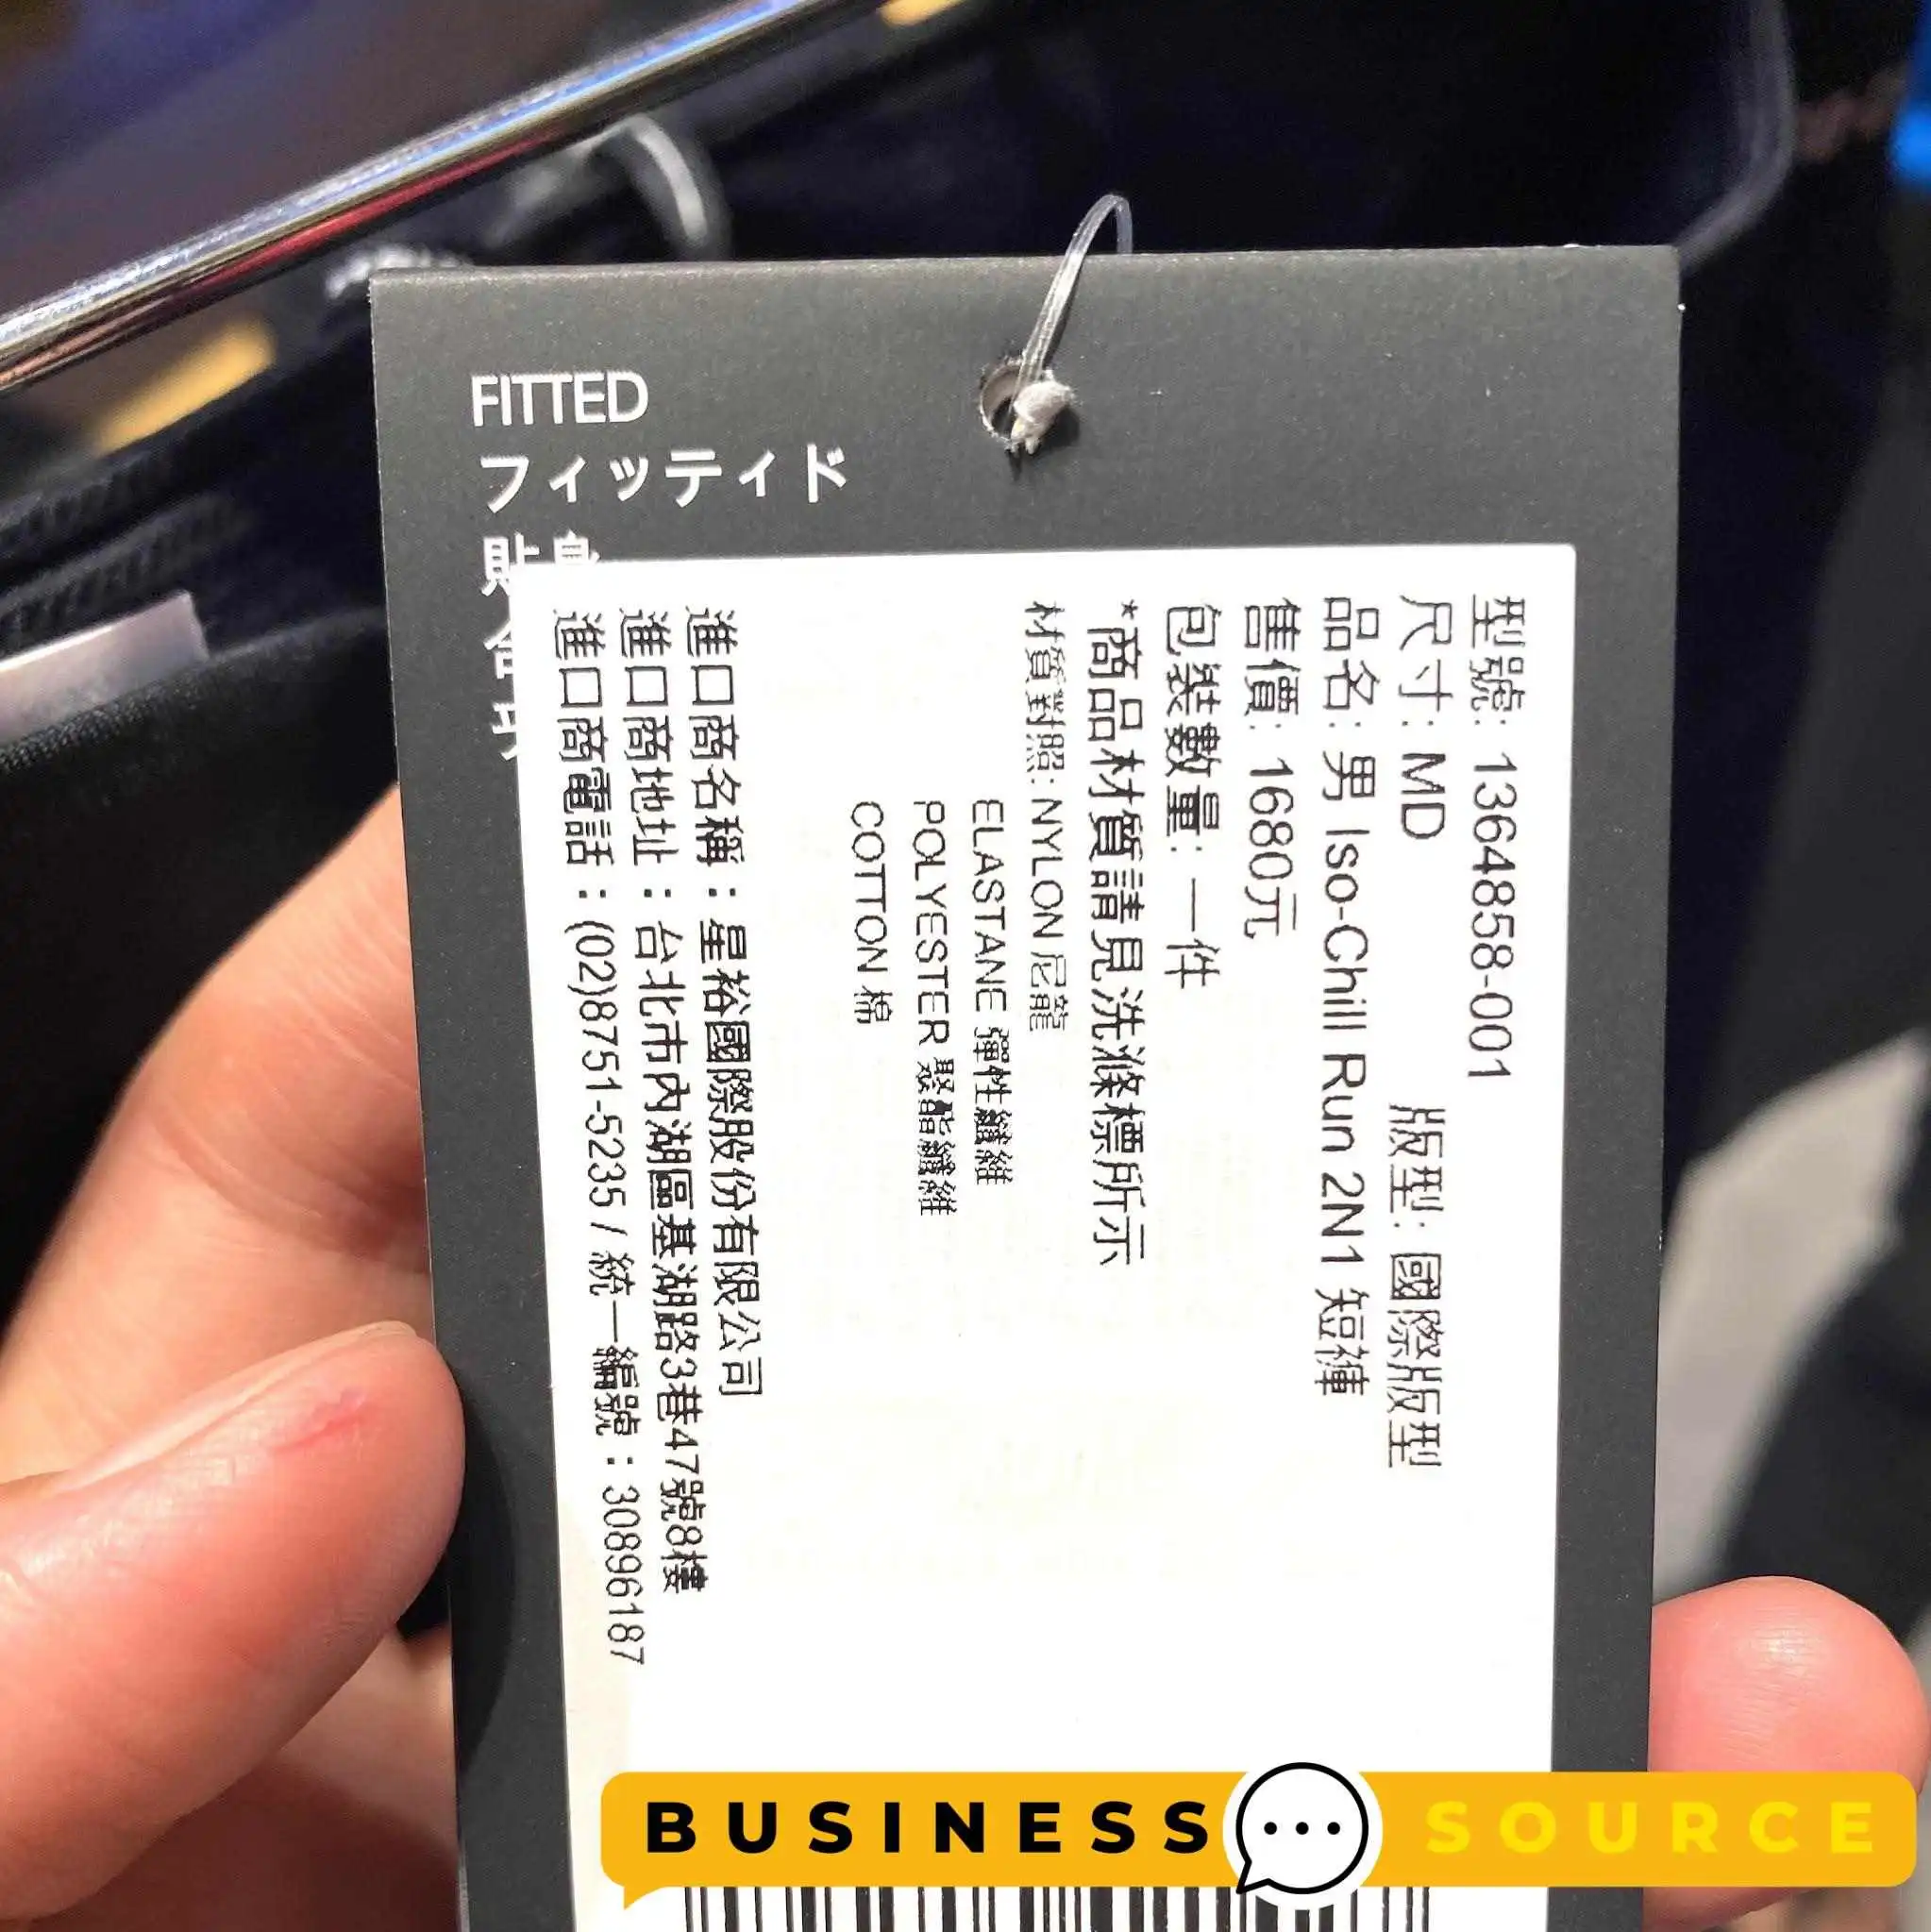 FITTED
フィッティド
貼身
型號: 1364858-001
尺寸: MD 版型: 國際版型
品名: 男 Iso-Chill Run 2N1 短褲
售價: 1680元
包裝數量: 一件
*商品材質請見洗滌標所示
材質對照: NYLON 尼龍
ELASTANE 彈性纖維
POLYESTER 聚酯纖維
COTTON 棉
進口商名稱：星裕國際股份有限公司
進口商地址：台北市內湖區基湖路3巷47號8樓
進口商電話：(02)8751-5235 / 統一編號：30896187
BUSINESS SOURCE